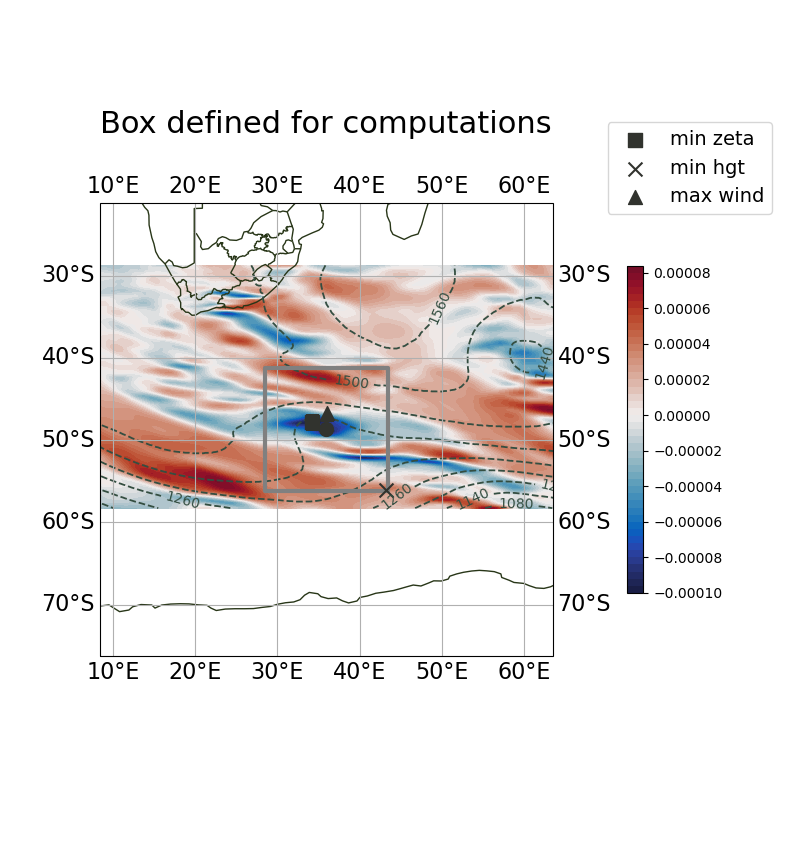 Box defined for computations
min zeta
min hgt
max wind
10°E 20°E 30°E 40°E 50°E 60°E
30°S 30°S
40°S 40°S
50°S 50°S
60°S 60°S
70°S 70°S
10°E 20°E 30°E 40°E 50°E 60°E
1560
1440
1500
1260
1260
1140
1080
0.00008
0.00006
0.00004
0.00002
0.00000
−0.00002
−0.00004
−0.00006
−0.00008
−0.00010